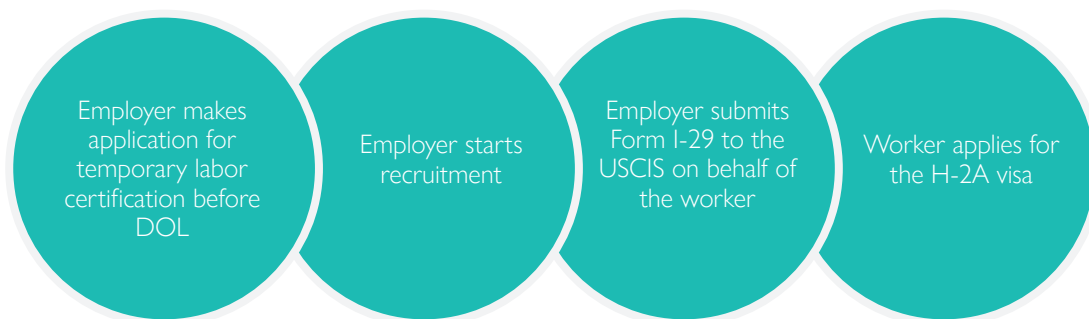 Employer makes
application for
temporary labor
certification before
DOL
Employer starts
recruitment
Employer submits
Form I-29 to the
USCIS on behalf of
the worker
Worker applies for
the H-2A visa